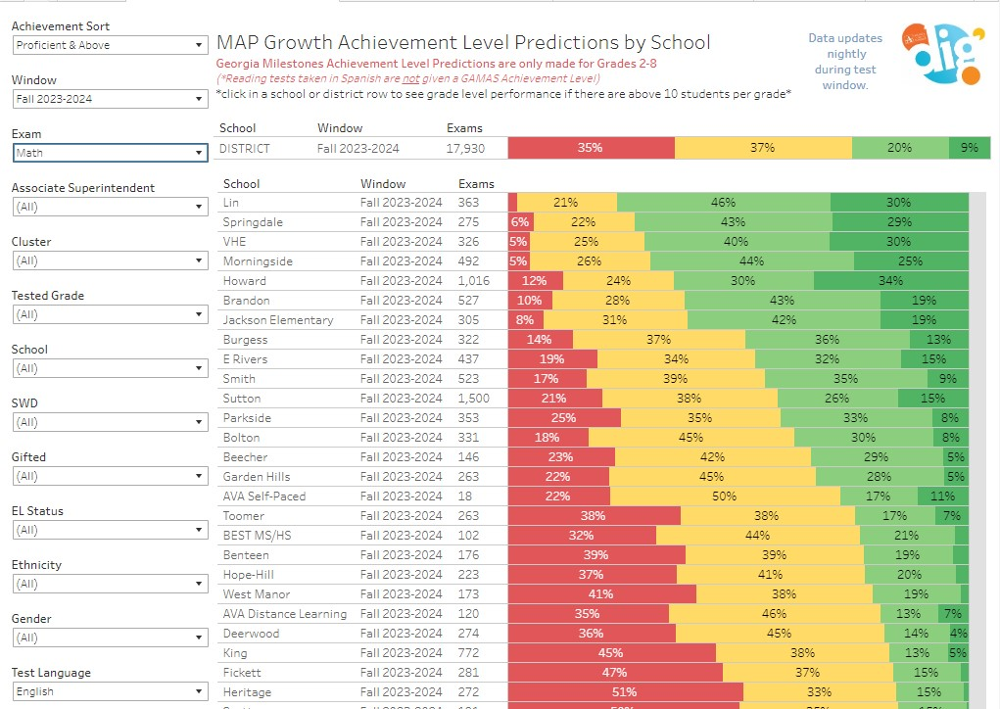 Achievement Sort
Proficient & Above
Window
Fall 2023-2024
Exam
Math
Associate Superintendent
(All)
Cluster
(All)
Tested Grade
(All)
School
(All)
SWD
(All)
Gifted
(All)
EL Status
(All)
Ethnicity
(All)
Gender
(All)
Test Language
English
MAP Growth Achievement Level Predictions by School
Georgia Milestones Achievement Level Predictions are only made for Grades 2-8
(*Reading tests taken in Spanish are not given a GAMAS Achievement Level)
*click in a school or district row to see grade level performance if there are above 10 students per grade*
Data updates
nightly
during test
window.
dig
School Window Exams
DISTRICT Fall 2023-2024 17,930 35% 37% 20% 9%
School Window Exams
Lin Fall 2023-2024 363 21% 46% 30%
Springdale Fall 2023-2024 275 6% 22% 43% 29%
VHE Fall 2023-2024 326 5% 25% 40% 30%
Morningside Fall 2023-2024 492 5% 26% 44% 25%
Howard Fall 2023-2024 1,016 12% 24% 30% 34%
Brandon Fall 2023-2024 527 10% 28% 43% 19%
Jackson Elementary Fall 2023-2024 305 8% 31% 42% 19%
Burgess Fall 2023-2024 322 14% 37% 36% 13%
E Rivers Fall 2023-2024 437 19% 34% 32% 15%
Smith Fall 2023-2024 523 17% 39% 35% 9%
Sutton Fall 2023-2024 1,500 21% 38% 26% 15%
Parkside Fall 2023-2024 353 25% 35% 33% 8%
Bolton Fall 2023-2024 331 18% 45% 30% 8%
Beecher Fall 2023-2024 146 23% 42% 29% 5%
Garden Hills Fall 2023-2024 263 22% 45% 28% 5%
AVA Self-Paced Fall 2023-2024 18 22% 50% 17% 11%
Toomer Fall 2023-2024 263 38% 38% 17% 7%
BEST MS/HS Fall 2023-2024 102 32% 44% 21%
Benteen Fall 2023-2024 176 39% 39% 19%
Hope-Hill Fall 2023-2024 223 37% 41% 20%
West Manor Fall 2023-2024 173 41% 38% 19%
AVA Distance Learning Fall 2023-2024 120 35% 46% 13% 7%
Deerwood Fall 2023-2024 274 36% 45% 14% 4%
King Fall 2023-2024 772 45% 38% 13% 5%
Fickett Fall 2023-2024 281 47% 37% 15%
Heritage Fall 2023-2024 272 51% 33% 15%